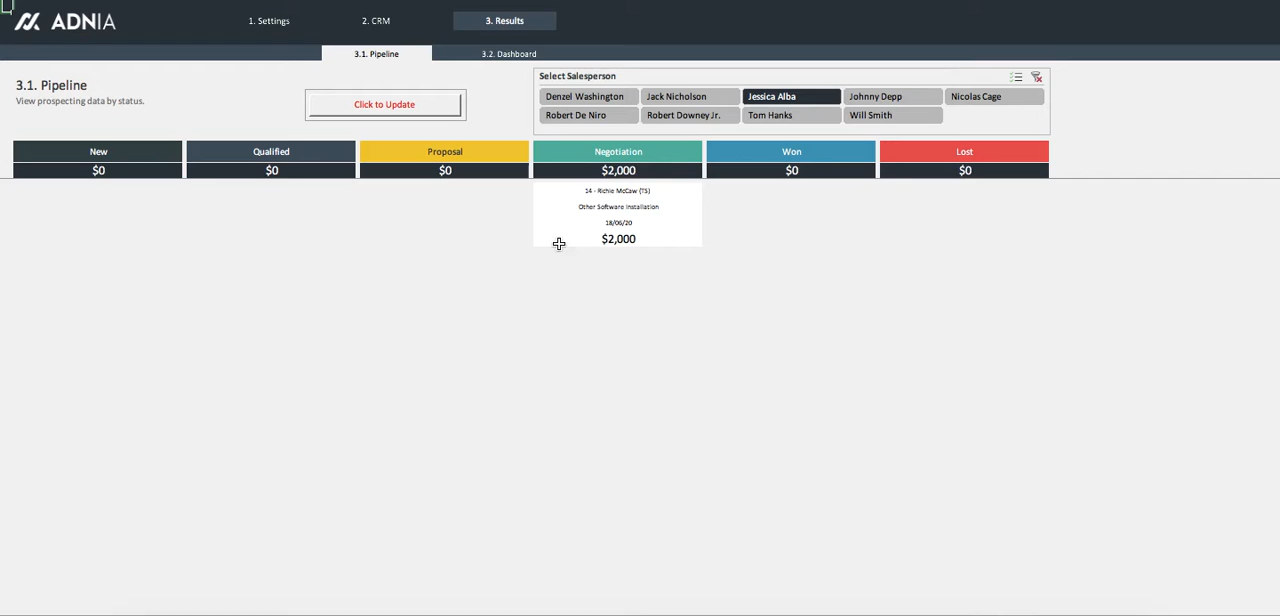 ADNIA
1. Settings
2. CRM
3. Results
3.1. Pipeline
3.2. Dashboard
3.1. Pipeline
View prospecting data by status.
Click to Update
Select Salesperson
Denzel Washington
Jack Nicholson
Jessica Alba
Johnny Depp
Nicolas Cage
Robert De Niro
Robert Downey Jr.
Tom Hanks
Will Smith
New
Qualified
Proposal
Negotiation
Won
Lost
$0
$0
$0
$2,000
$0
$0
14 - Richie McCaw (TS)
Other Software Installation
18/06/20
$2,000